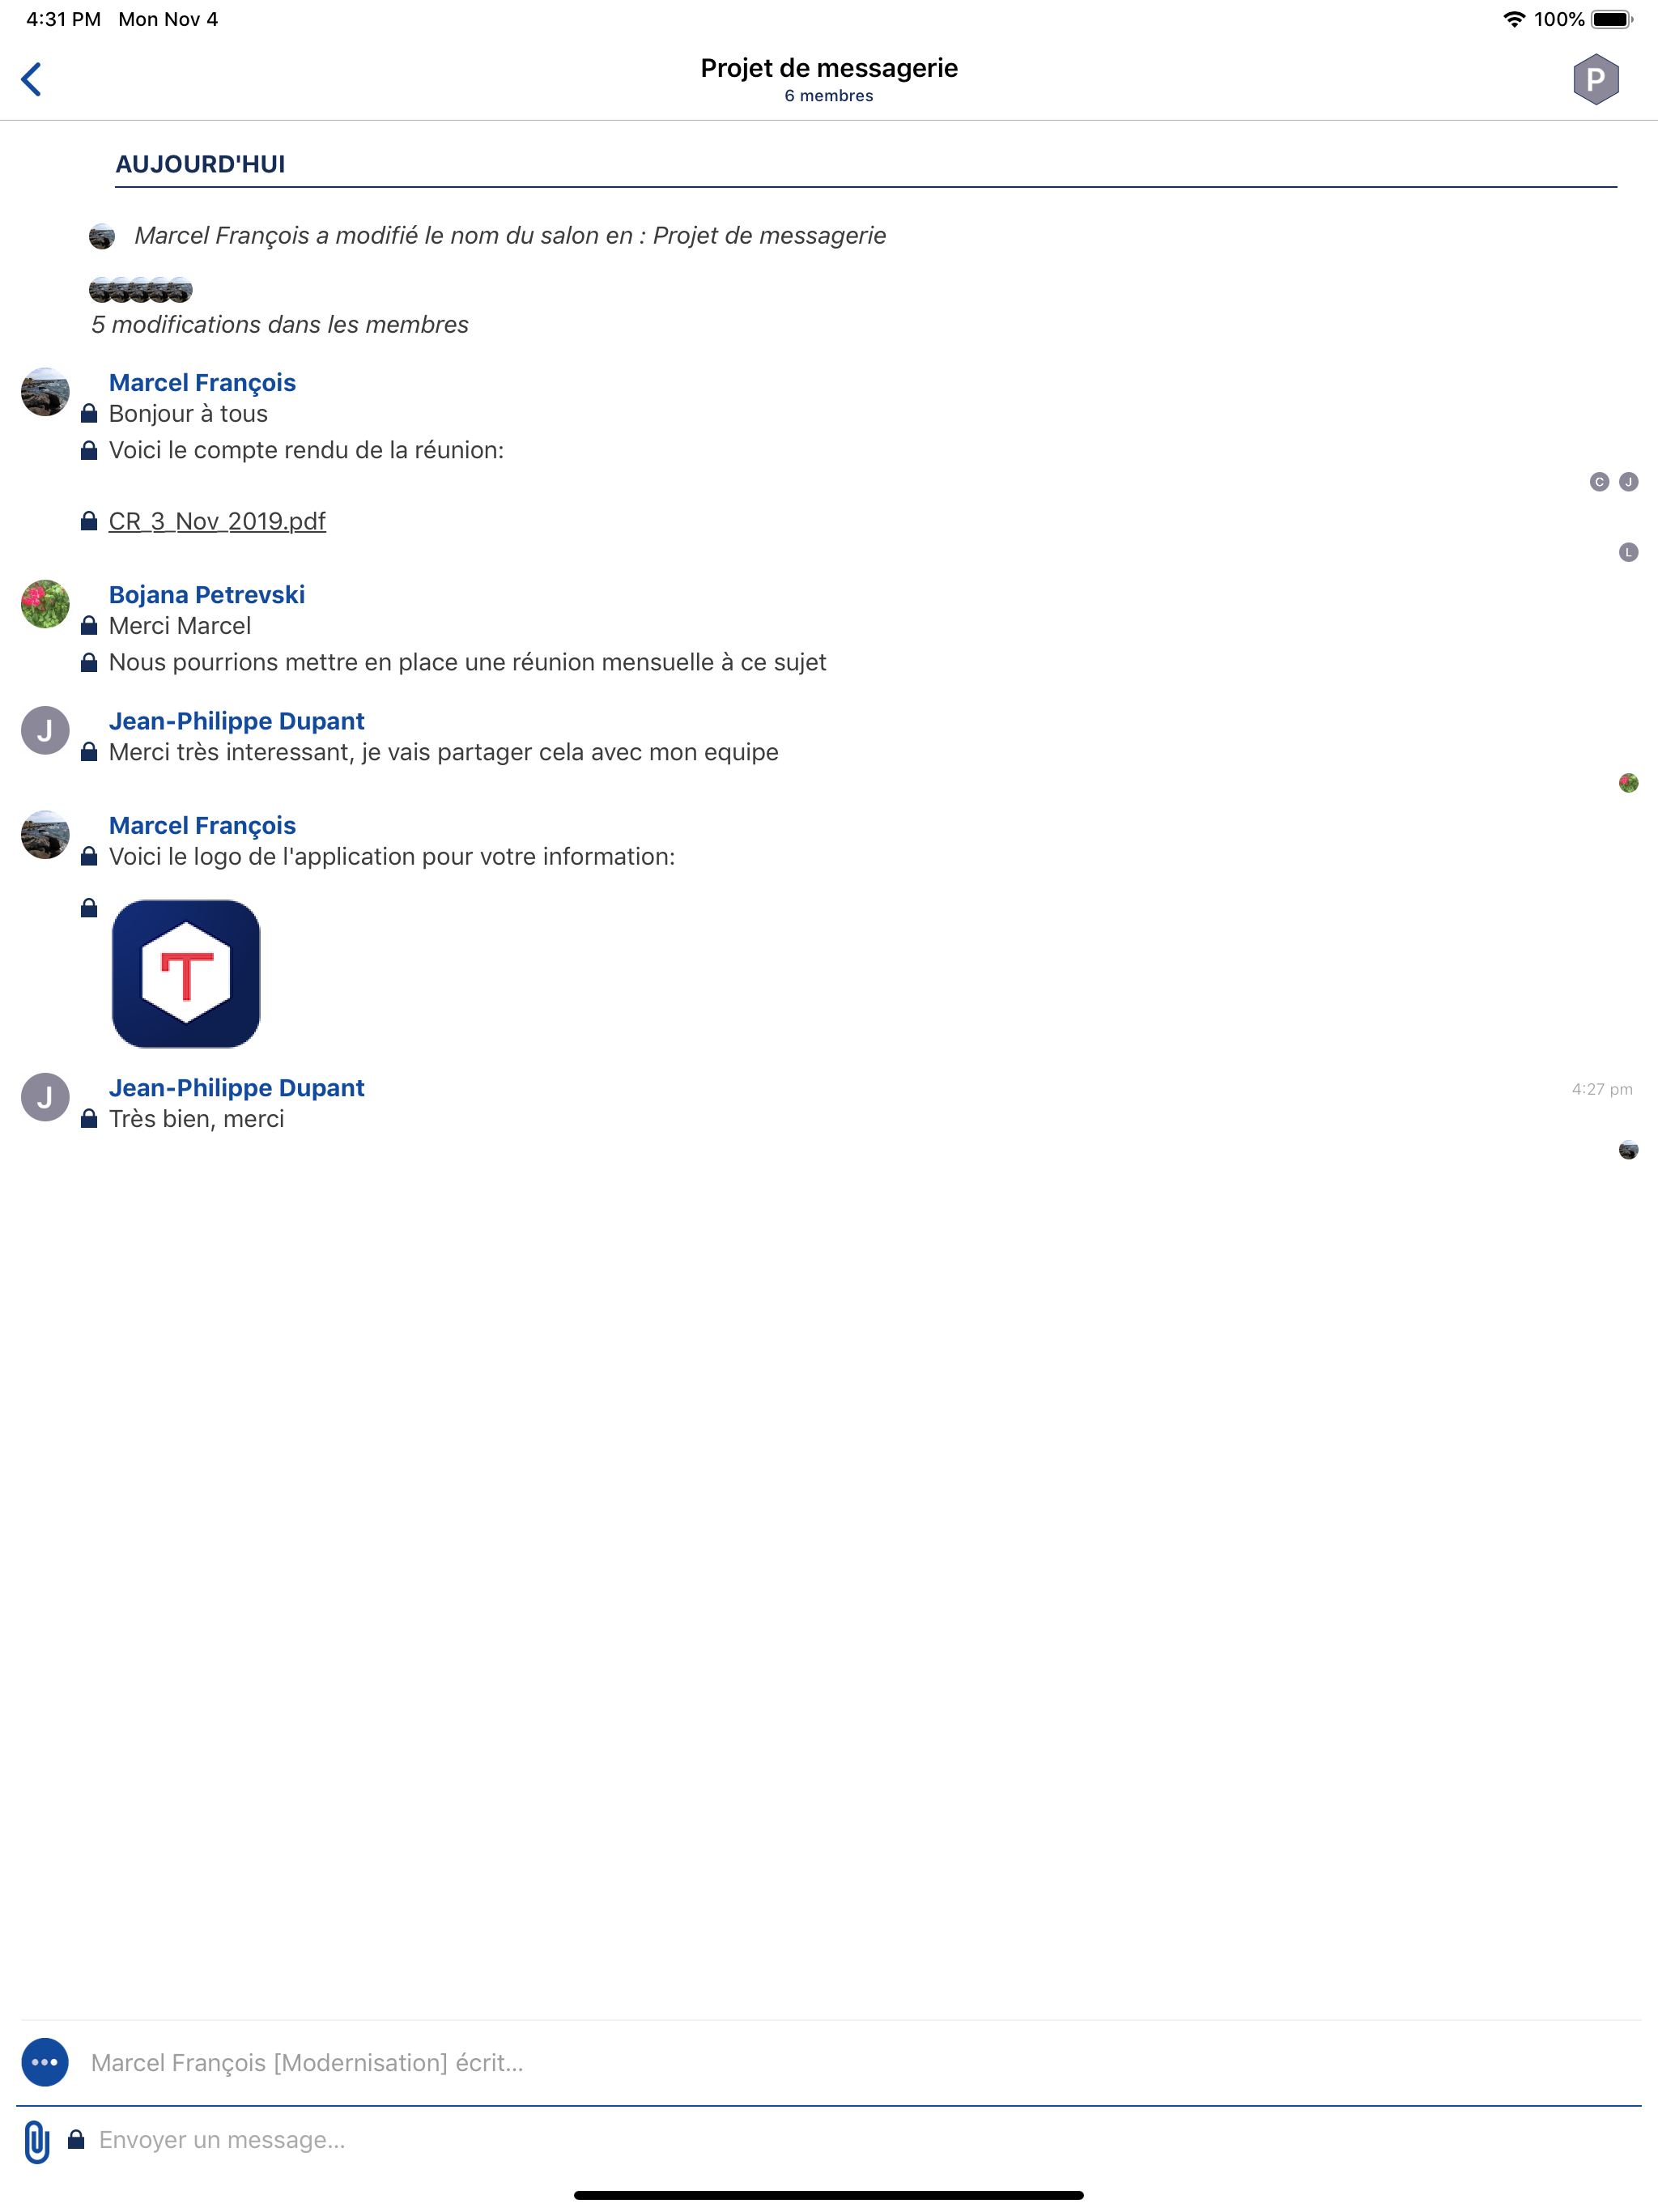 4:31 PM Mon Nov 4
100%
Projet de messagerie
6 membres
P
AUJOURD'HUI
Marcel François a modifié le nom du salon en : Projet de messagerie
5 modifications dans les membres
Marcel François
Bonjour à tous
Voici le compte rendu de la réunion:
C J
CR_3_Nov_2019.pdf
L
Bojana Petrevski
Merci Marcel
Nous pourrions mettre en place une réunion mensuelle à ce sujet
J
Jean-Philippe Dupant
Merci très interessant, je vais partager cela avec mon equipe
Marcel François
Voici le logo de l'application pour votre information:
T
J
Jean-Philippe Dupant
4:27 pm
Très bien, merci
Marcel François [Modernisation] écrit...
Envoyer un message...